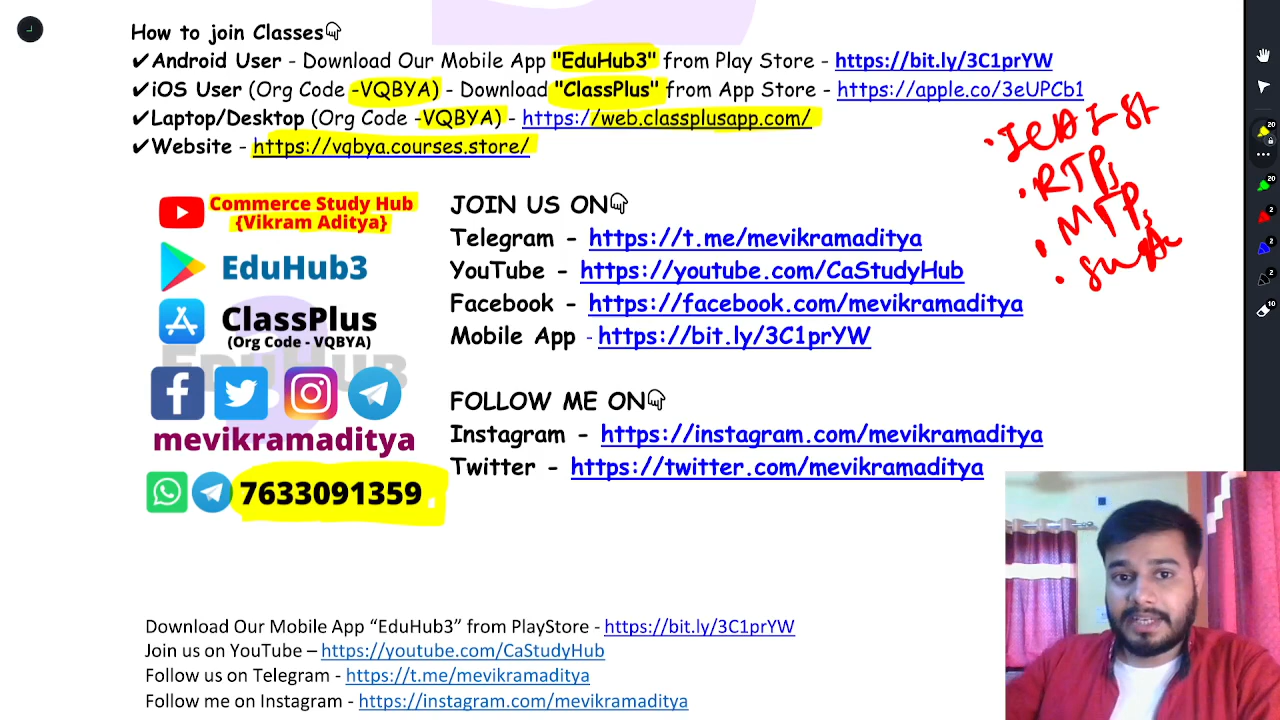 How to join Classes👇
✔Android User - Download Our Mobile App "EduHub3" from Play Store - https://bit.ly/3C1prYW
✔iOS User (Org Code -VQBYA) - Download "ClassPlus" from App Store - https://apple.co/3eUPCb1
✔Laptop/Desktop (Org Code -VQBYA) - https://web.classplusapp.com/
✔Website - https://vqbya.courses.store/
RTPs
MTPs
Commerce Study Hub
{Vikram Aditya}
EduHub3
ClassPlus
(Org Code - VQBYA)
EDUHUB
mevikramaditya
7633091359
JOIN US ON👇
Telegram - https://t.me/mevikramaditya
YouTube - https://youtube.com/CaStudyHub
Facebook - https://facebook.com/mevikramaditya
Mobile App - https://bit.ly/3C1prYW
FOLLOW ME ON👇
Instagram - https://instagram.com/mevikramaditya
Twitter - https://twitter.com/mevikramaditya
Download Our Mobile App “EduHub3” from PlayStore - https://bit.ly/3C1prYW
Join us on YouTube – https://youtube.com/CaStudyHub
Follow us on Telegram - https://t.me/mevikramaditya
Follow me on Instagram - https://instagram.com/mevikramaditya